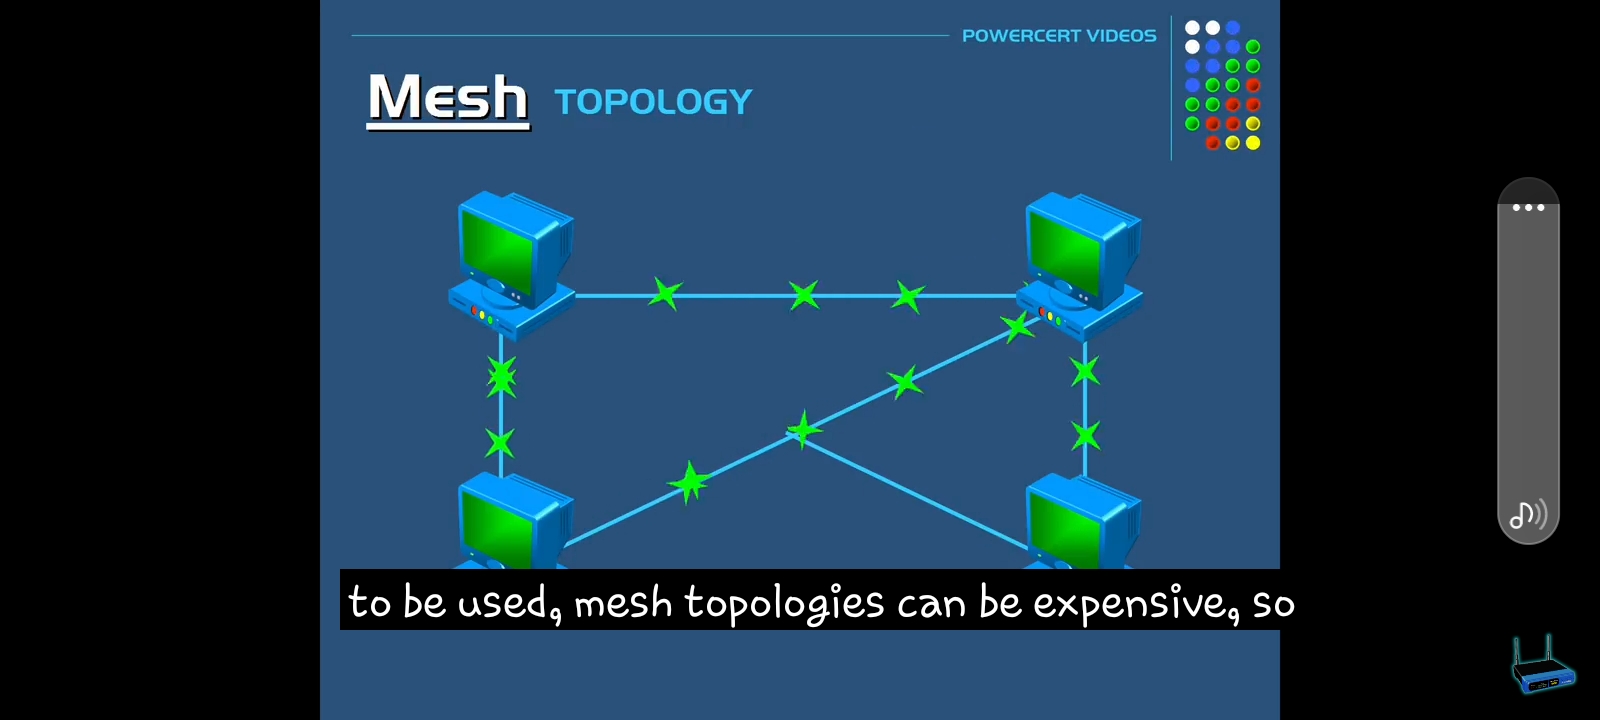 POWERCERT VIDEOS
Mesh TOPOLOGY
to be used, mesh topologies can be expensive, so